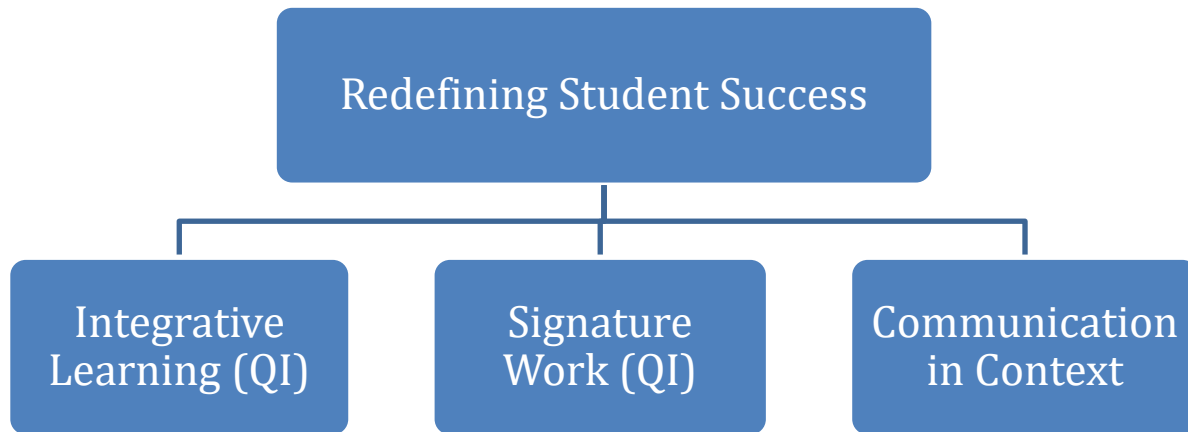 Redefining Student Success
Integrative
Learning (QI)
Signature
Work (QI)
Communication
in Context